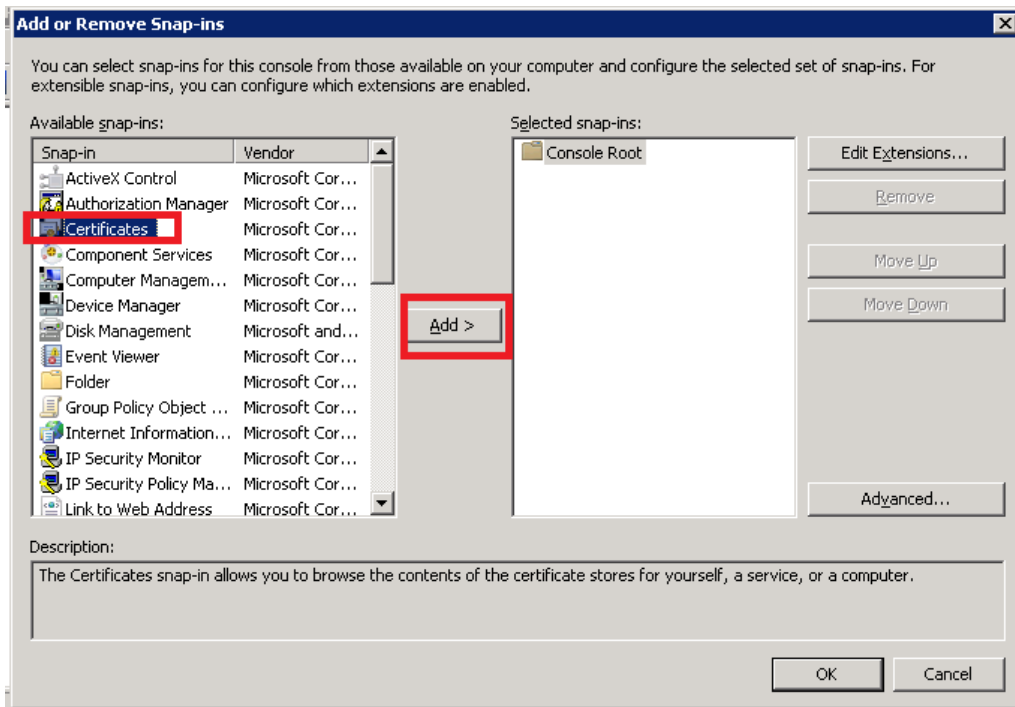 Add or Remove Snap-ins
You can select snap-ins for this console from those available on your computer and configure the selected set of snap-ins. For
extensible snap-ins, you can configure which extensions are enabled.
Available snap-ins:
Selected snap-ins:
Snap-in Vendor
ActiveX Control Microsoft Cor...
Authorization Manager Microsoft Cor...
Certificates Microsoft Cor...
Component Services Microsoft Cor...
Computer Managem... Microsoft Cor...
Device Manager Microsoft Cor...
Disk Management Microsoft and...
Event Viewer Microsoft Cor...
Folder Microsoft Cor...
Group Policy Object ... Microsoft Cor...
Internet Information... Microsoft Cor...
IP Security Monitor Microsoft Cor...
IP Security Policy Ma... Microsoft Cor...
Link to Web Address Microsoft Cor...
Add >
Console Root
Edit Extensions...
Remove
Move Up
Move Down
Advanced...
Description:
The Certificates snap-in allows you to browse the contents of the certificate stores for yourself, a service, or a computer.
OK
Cancel